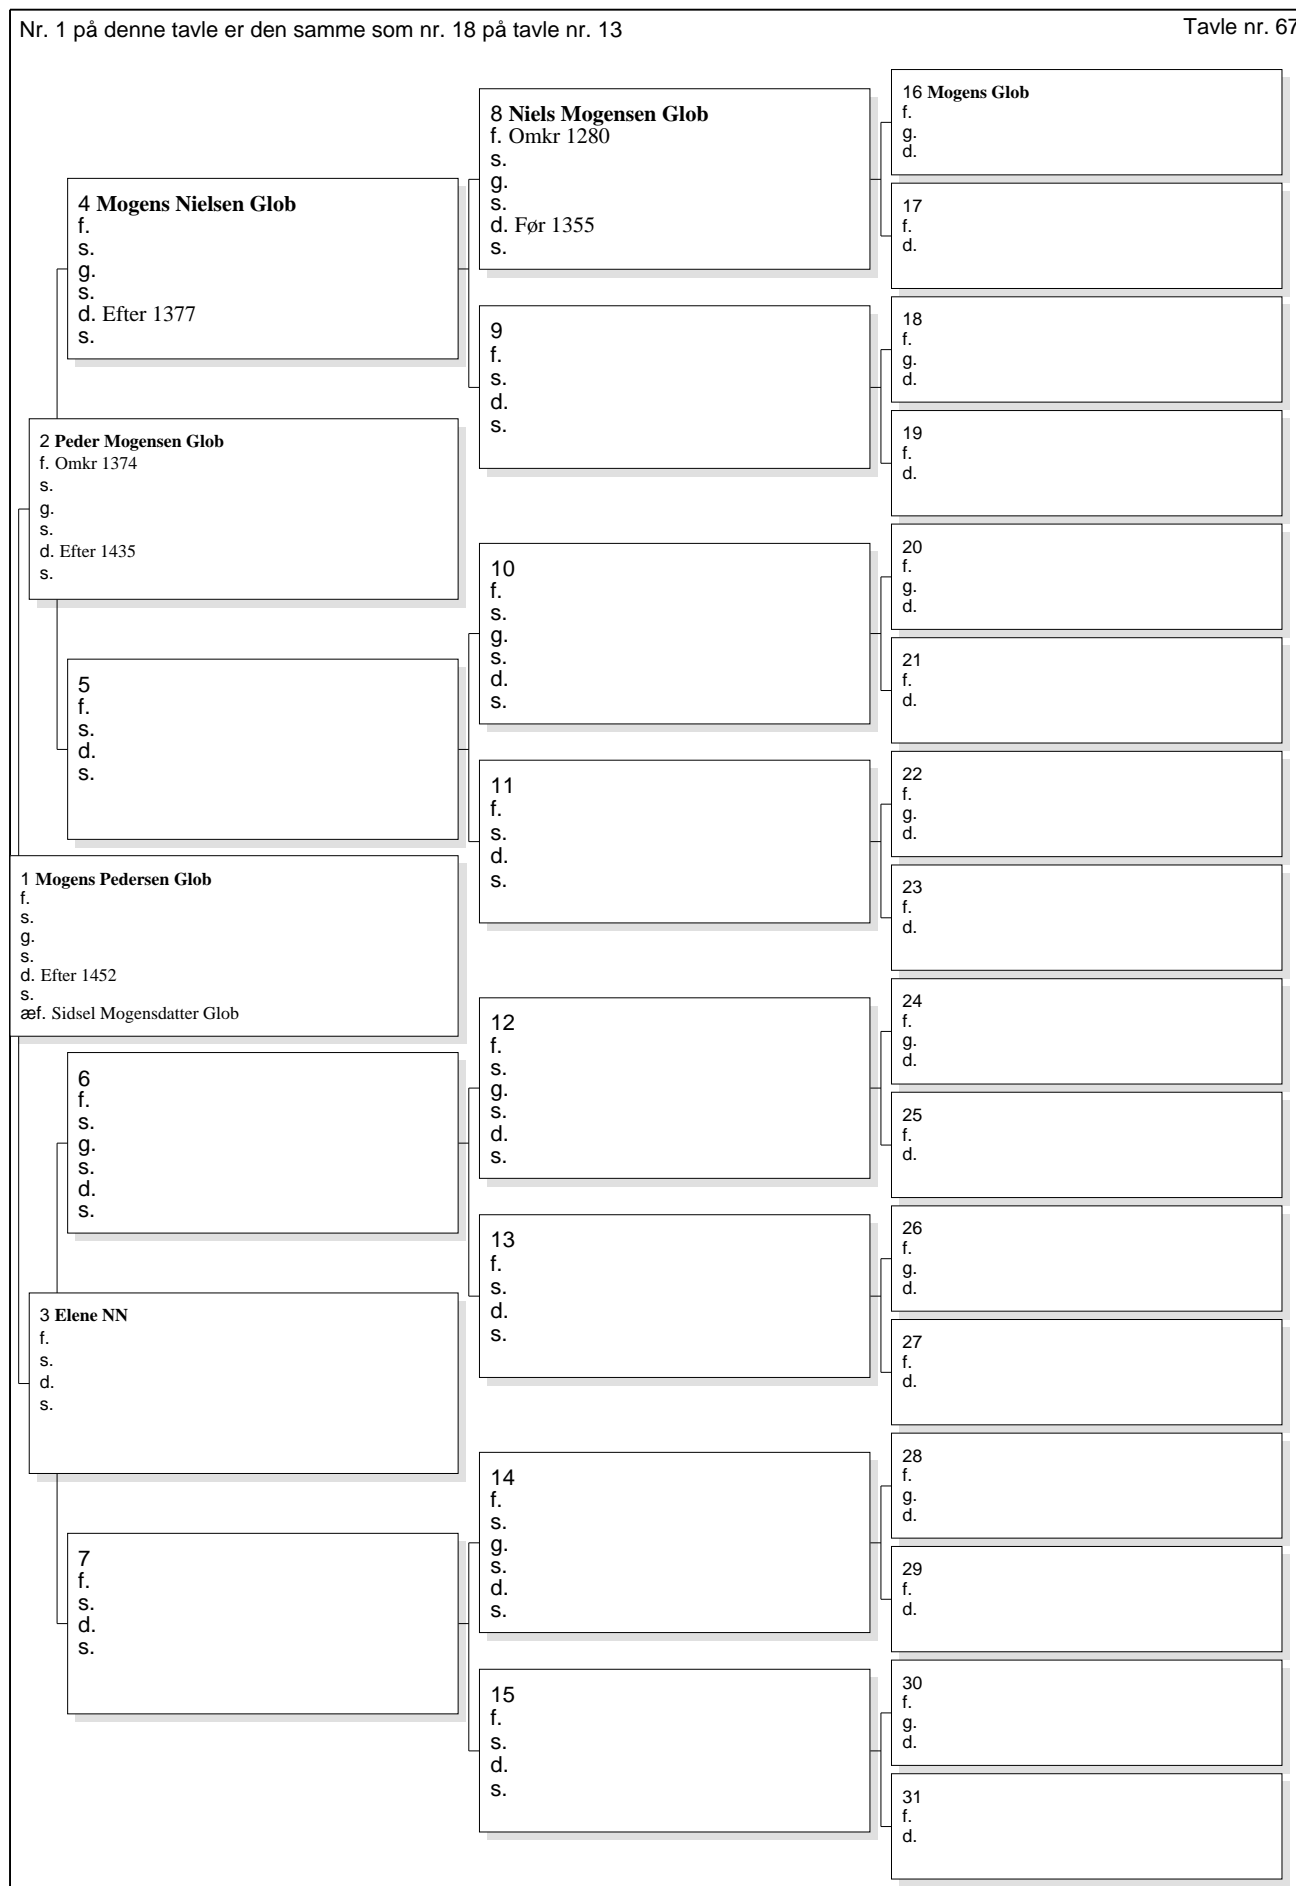 Nr. 1 på denne tavle er den samme som nr. 18 på tavle nr. 13
Tavle nr. 67
1 Mogens Pedersen Glob
f.
s.
g.
s.
d. Efter 1452
s.
æf. Sidsel Mogensdatter Glob
2 Peder Mogensen Glob
f. Omkr 1374
s.
g.
s.
d. Efter 1435
s.
3 Elene NN
f.
s.
d.
s.
4 Mogens Nielsen Glob
f.
s.
g.
s.
d. Efter 1377
s.
5
f.
s.
d.
s.
6
f.
s.
g.
s.
d.
s.
7
f.
s.
d.
s.
8 Niels Mogensen Glob
f. Omkr 1280
s.
g.
s.
d. Før 1355
s.
9
f.
s.
d.
s.
10
f.
s.
g.
s.
d.
s.
11
f.
s.
d.
s.
12
f.
s.
g.
s.
d.
s.
13
f.
s.
d.
s.
14
f.
s.
g.
s.
d.
s.
15
f.
s.
d.
s.
16 Mogens Glob
f.
g.
d.
17
f.
d.
18
f.
g.
d.
19
f.
d.
20
f.
g.
d.
21
f.
d.
22
f.
g.
d.
23
f.
d.
24
f.
g.
d.
25
f.
d.
26
f.
g.
d.
27
f.
d.
28
f.
g.
d.
29
f.
d.
30
f.
g.
d.
31
f.
d.